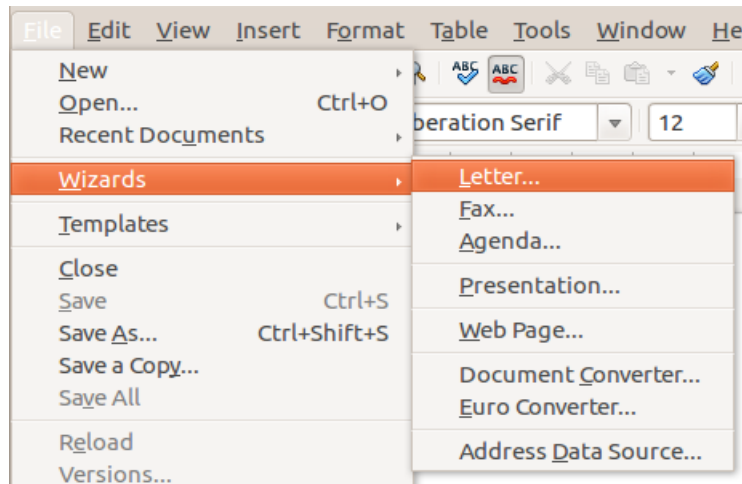 File Edit View Insert Format Table Tools Window He
New
Open... Ctrl+O
Recent Documents
Wizards
Templates
Close
Save Ctrl+S
Save As... Ctrl+Shift+S
Save a Copy...
Save All
Reload
Versions...
ABC ABC
beration Serif 12
Letter...
Fax...
Agenda...
Presentation...
Web Page...
Document Converter...
Euro Converter...
Address Data Source...